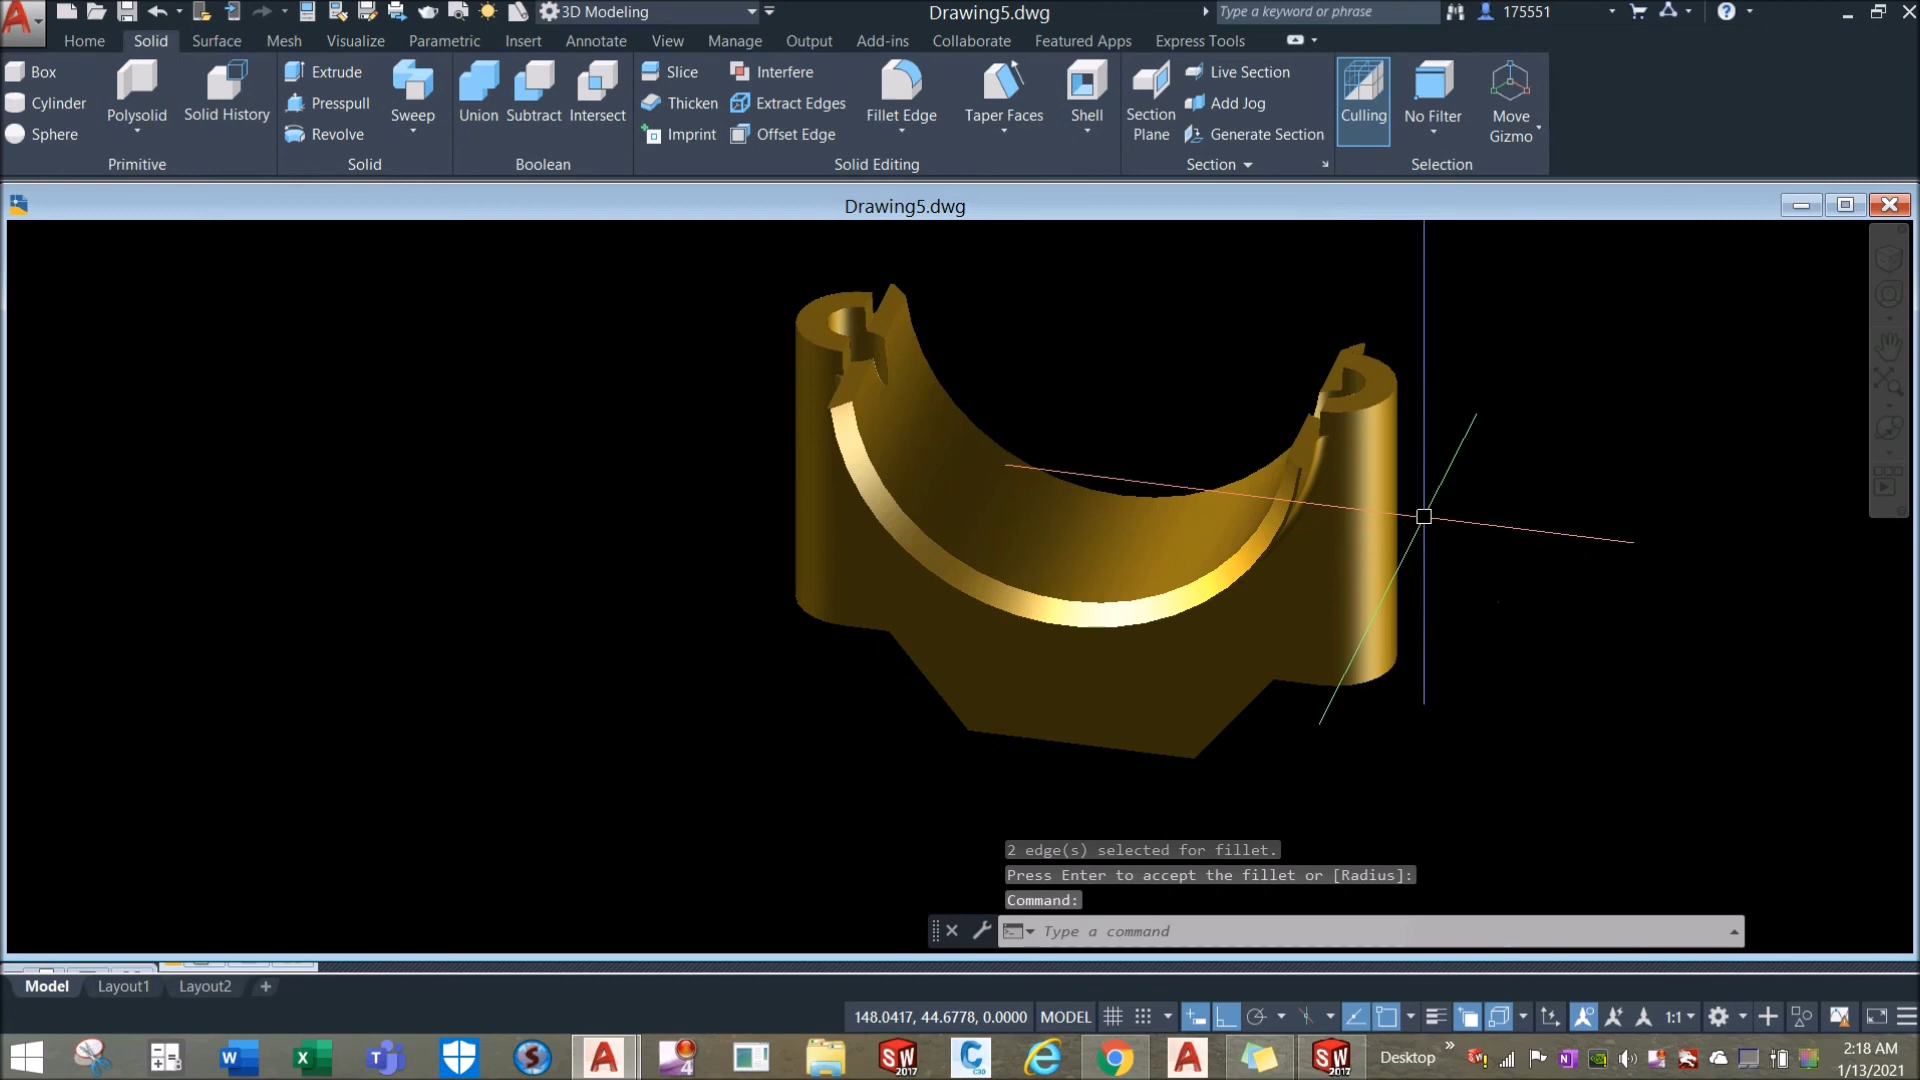 3D Modeling
Drawing5.dwg
Type a keyword or phrase
175551
Home Solid Surface Mesh Visualize Parametric Insert Annotate View Manage Output Add-ins Collaborate Featured Apps Express Tools
Box
Cylinder
Sphere
Polysolid
Solid History
Primitive
Extrude
Presspull
Revolve
Sweep
Solid
Union
Subtract
Intersect
Boolean
Slice
Thicken
Imprint
Interfere
Extract Edges
Offset Edge
Fillet Edge
Taper Faces
Shell
Solid Editing
Section
Plane
Live Section
Add Jog
Generate Section
Section
Culling
No Filter
Move
Gizmo
Selection
Drawing5.dwg
2 edge(s) selected for fillet.
Press Enter to accept the fillet or [Radius]:
Command:
Type a command
Model Layout1 Layout2 +
148.0417, 44.6778, 0.0000 MODEL 1:1
Desktop
2:18 AM
1/13/2021